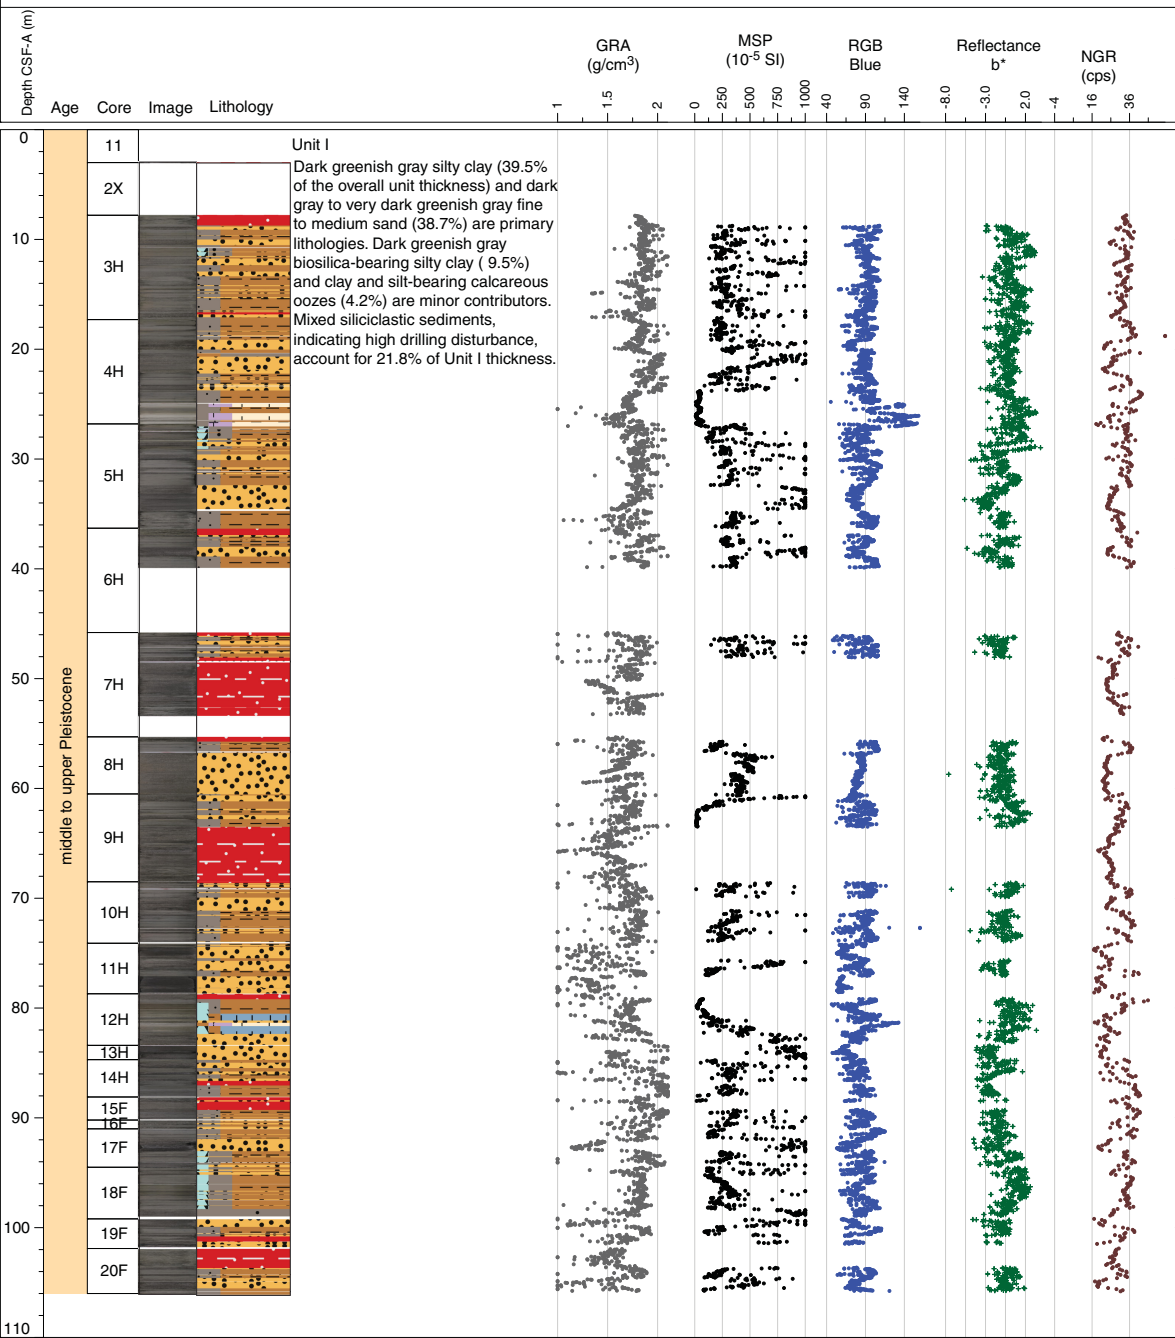 Depth CSF-A (m)
Age
Core
Image
Lithology
GRA
(g/cm³)
1
1.5
2
MSP
(10⁻⁵ SI)
0
250
500
750
1000
RGB
Blue
40
90
140
Reflectance
b*
-8.0
-3.0
2.0
NGR
(cps)
-4
16
36
0
10
20
30
40
50
60
70
80
90
100
110
middle to upper Pleistocene
11
2X
3H
4H
5H
6H
7H
8H
9H
10H
11H
12H
13H
14H
15F
16F
17F
18F
19F
20F
Unit I
Dark greenish gray silty clay (39.5%
of the overall unit thickness) and dark
gray to very dark greenish gray fine
to medium sand (38.7%) are primary
lithologies. Dark greenish gray
biosilica-bearing silty clay ( 9.5%)
and clay and silt-bearing calcareous
oozes (4.2%) are minor contributors.
Mixed siliciclastic sediments,
indicating high drilling disturbance,
account for 21.8% of Unit I thickness.